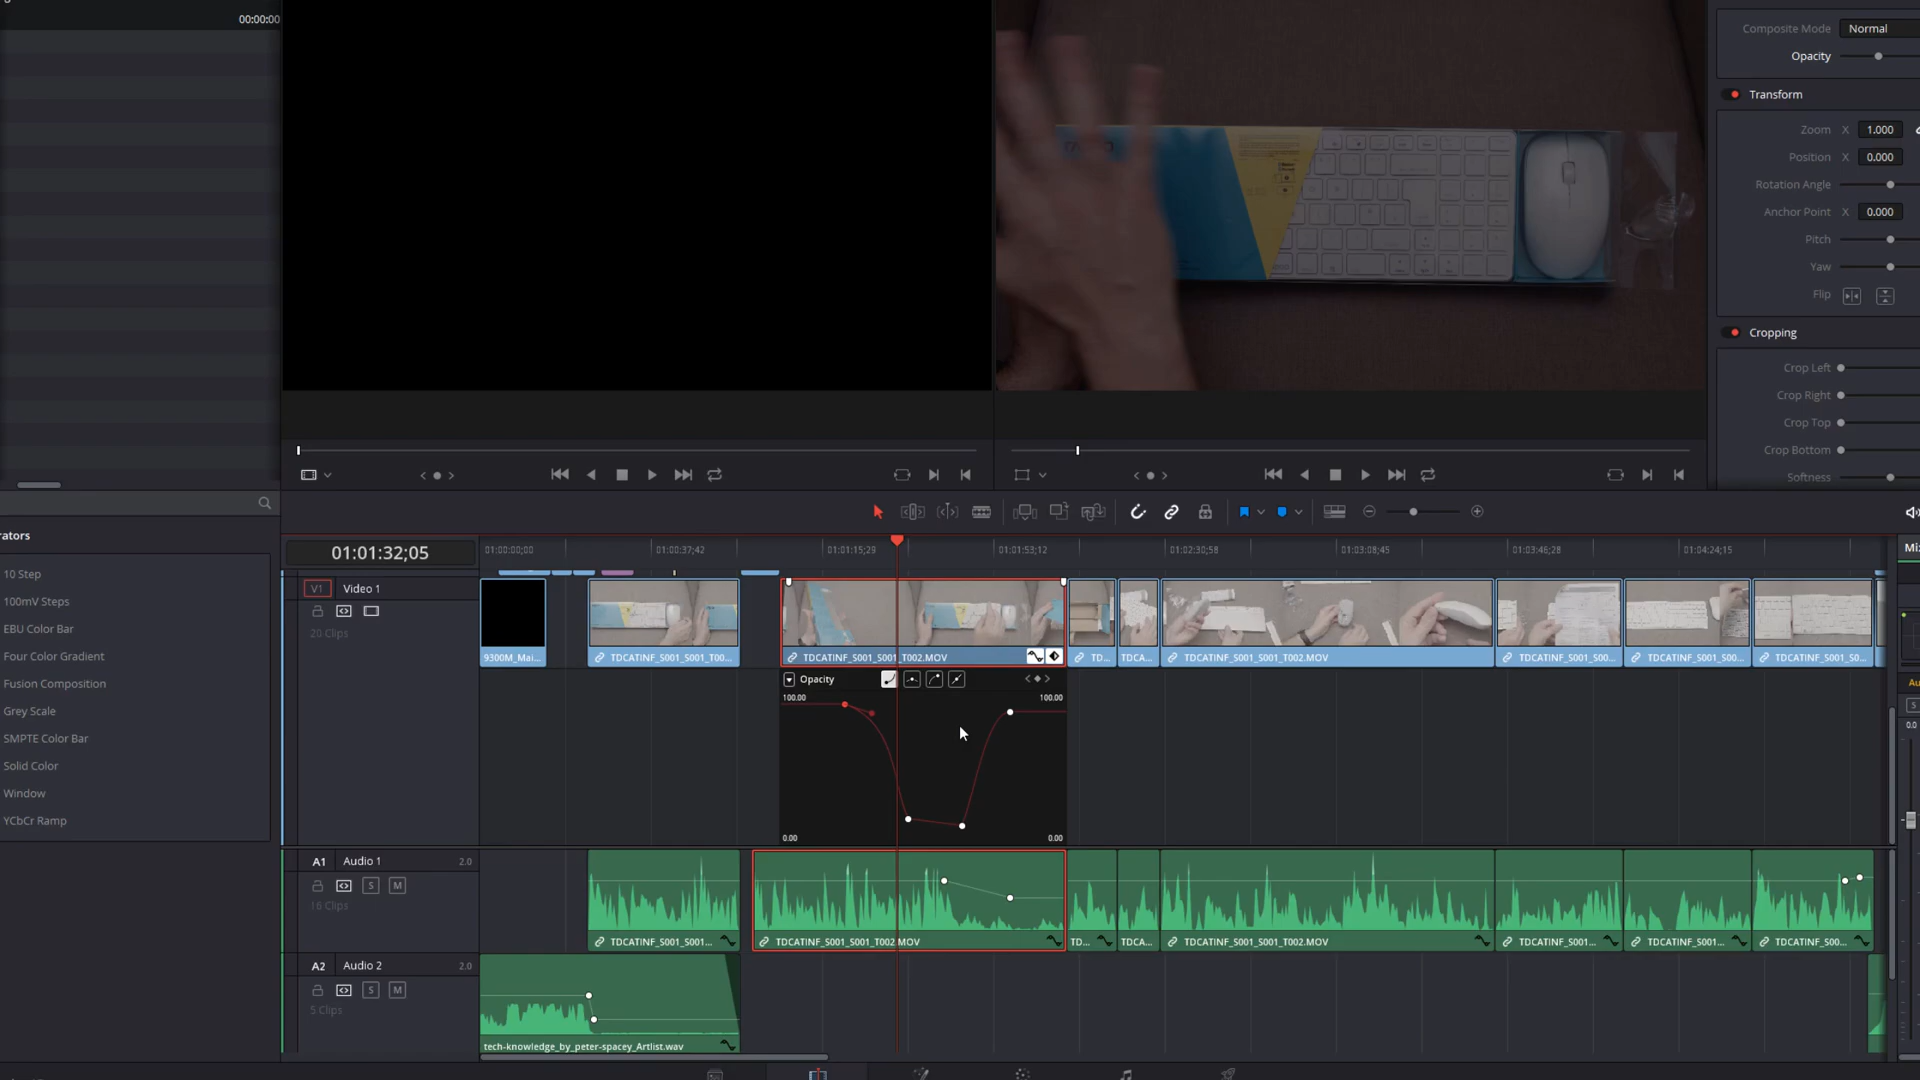 00:00:00
Composite Mode Normal
Opacity
Transform
Zoom X 1.000
Position X 0.000
Rotation Angle
Anchor Point X 0.000
Pitch
Yaw
Flip
Cropping
Crop Left
Crop Right
Crop Top
Crop Bottom
Softness
rators
10 Step
100mV Steps
EBU Color Bar
Four Color Gradient
Fusion Composition
Grey Scale
SMPTE Color Bar
Solid Color
Window
YCbCr Ramp
01:01:32;05
01:00:00;00 01:00:37;42 01:01:15;29 01:01:53;12 01:02:30;58 01:03:08;45 01:03:46;28 01:04:24;15
Mi
V1 Video 1
20 Clips
9300M_Mai... TDCATINF_S001_S001_T00... TDCATINF_S001_S001_T002.MOV TD... TDCA... TDCATINF_S001_S001_T002.MOV TDCATINF_S001_S00... TDCATINF_S001_S00... TDCATINF_S001_S0...
Opacity
100.00 100.00
0.00 0.00
Au
S
0.0
A1 Audio 1 2.0
S M
16 Clips
TDCATINF_S001_S001... TDCATINF_S001_S001_T002.MOV TD... TDCA... TDCATINF_S001_S001_T002.MOV TDCATINF_S001... TDCATINF_S001... TDCATINF_S00...
A2 Audio 2 2.0
S M
5 Clips
tech-knowledge_by_peter-spacey_Artlist.wav